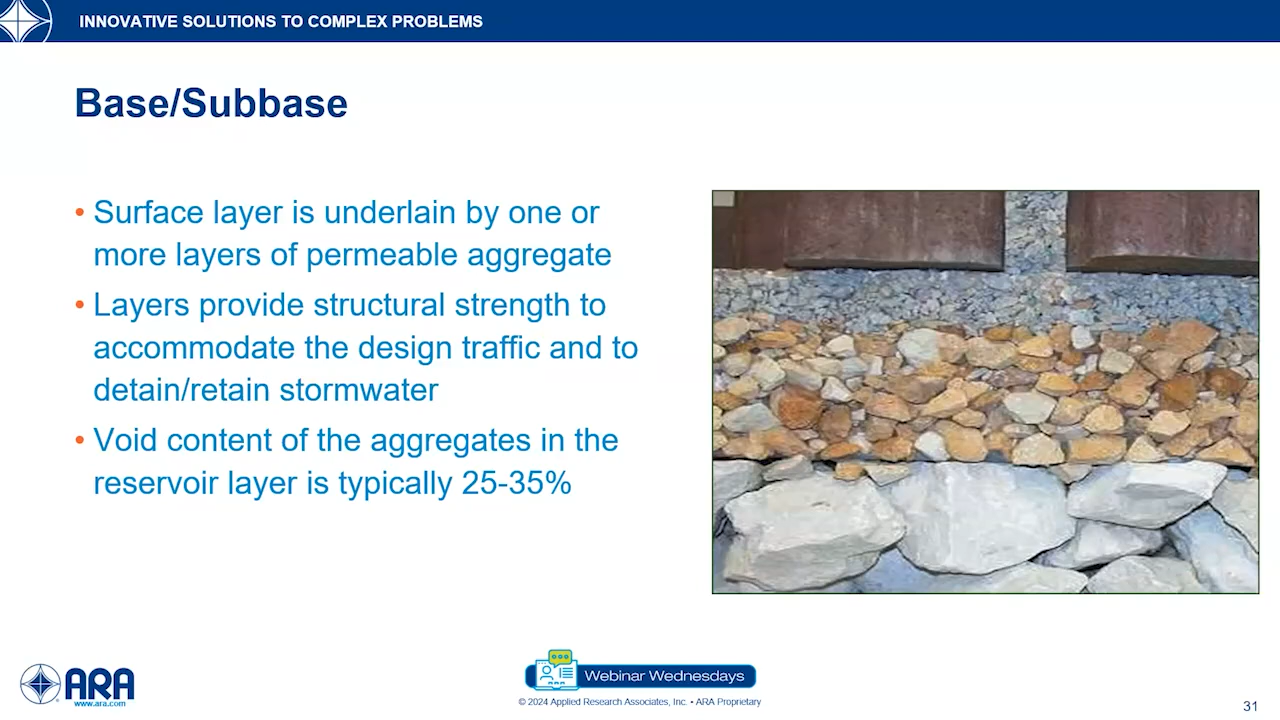 INNOVATIVE SOLUTIONS TO COMPLEX PROBLEMS
Base/Subbase
• Surface layer is underlain by one or
more layers of permeable aggregate
• Layers provide structural strength to
accommodate the design traffic and to
detain/retain stormwater
• Void content of the aggregates in the
reservoir layer is typically 25-35%
ARA
www.ara.com
Webinar Wednesdays
© 2024 Applied Research Associates, Inc. • ARA Proprietary
31